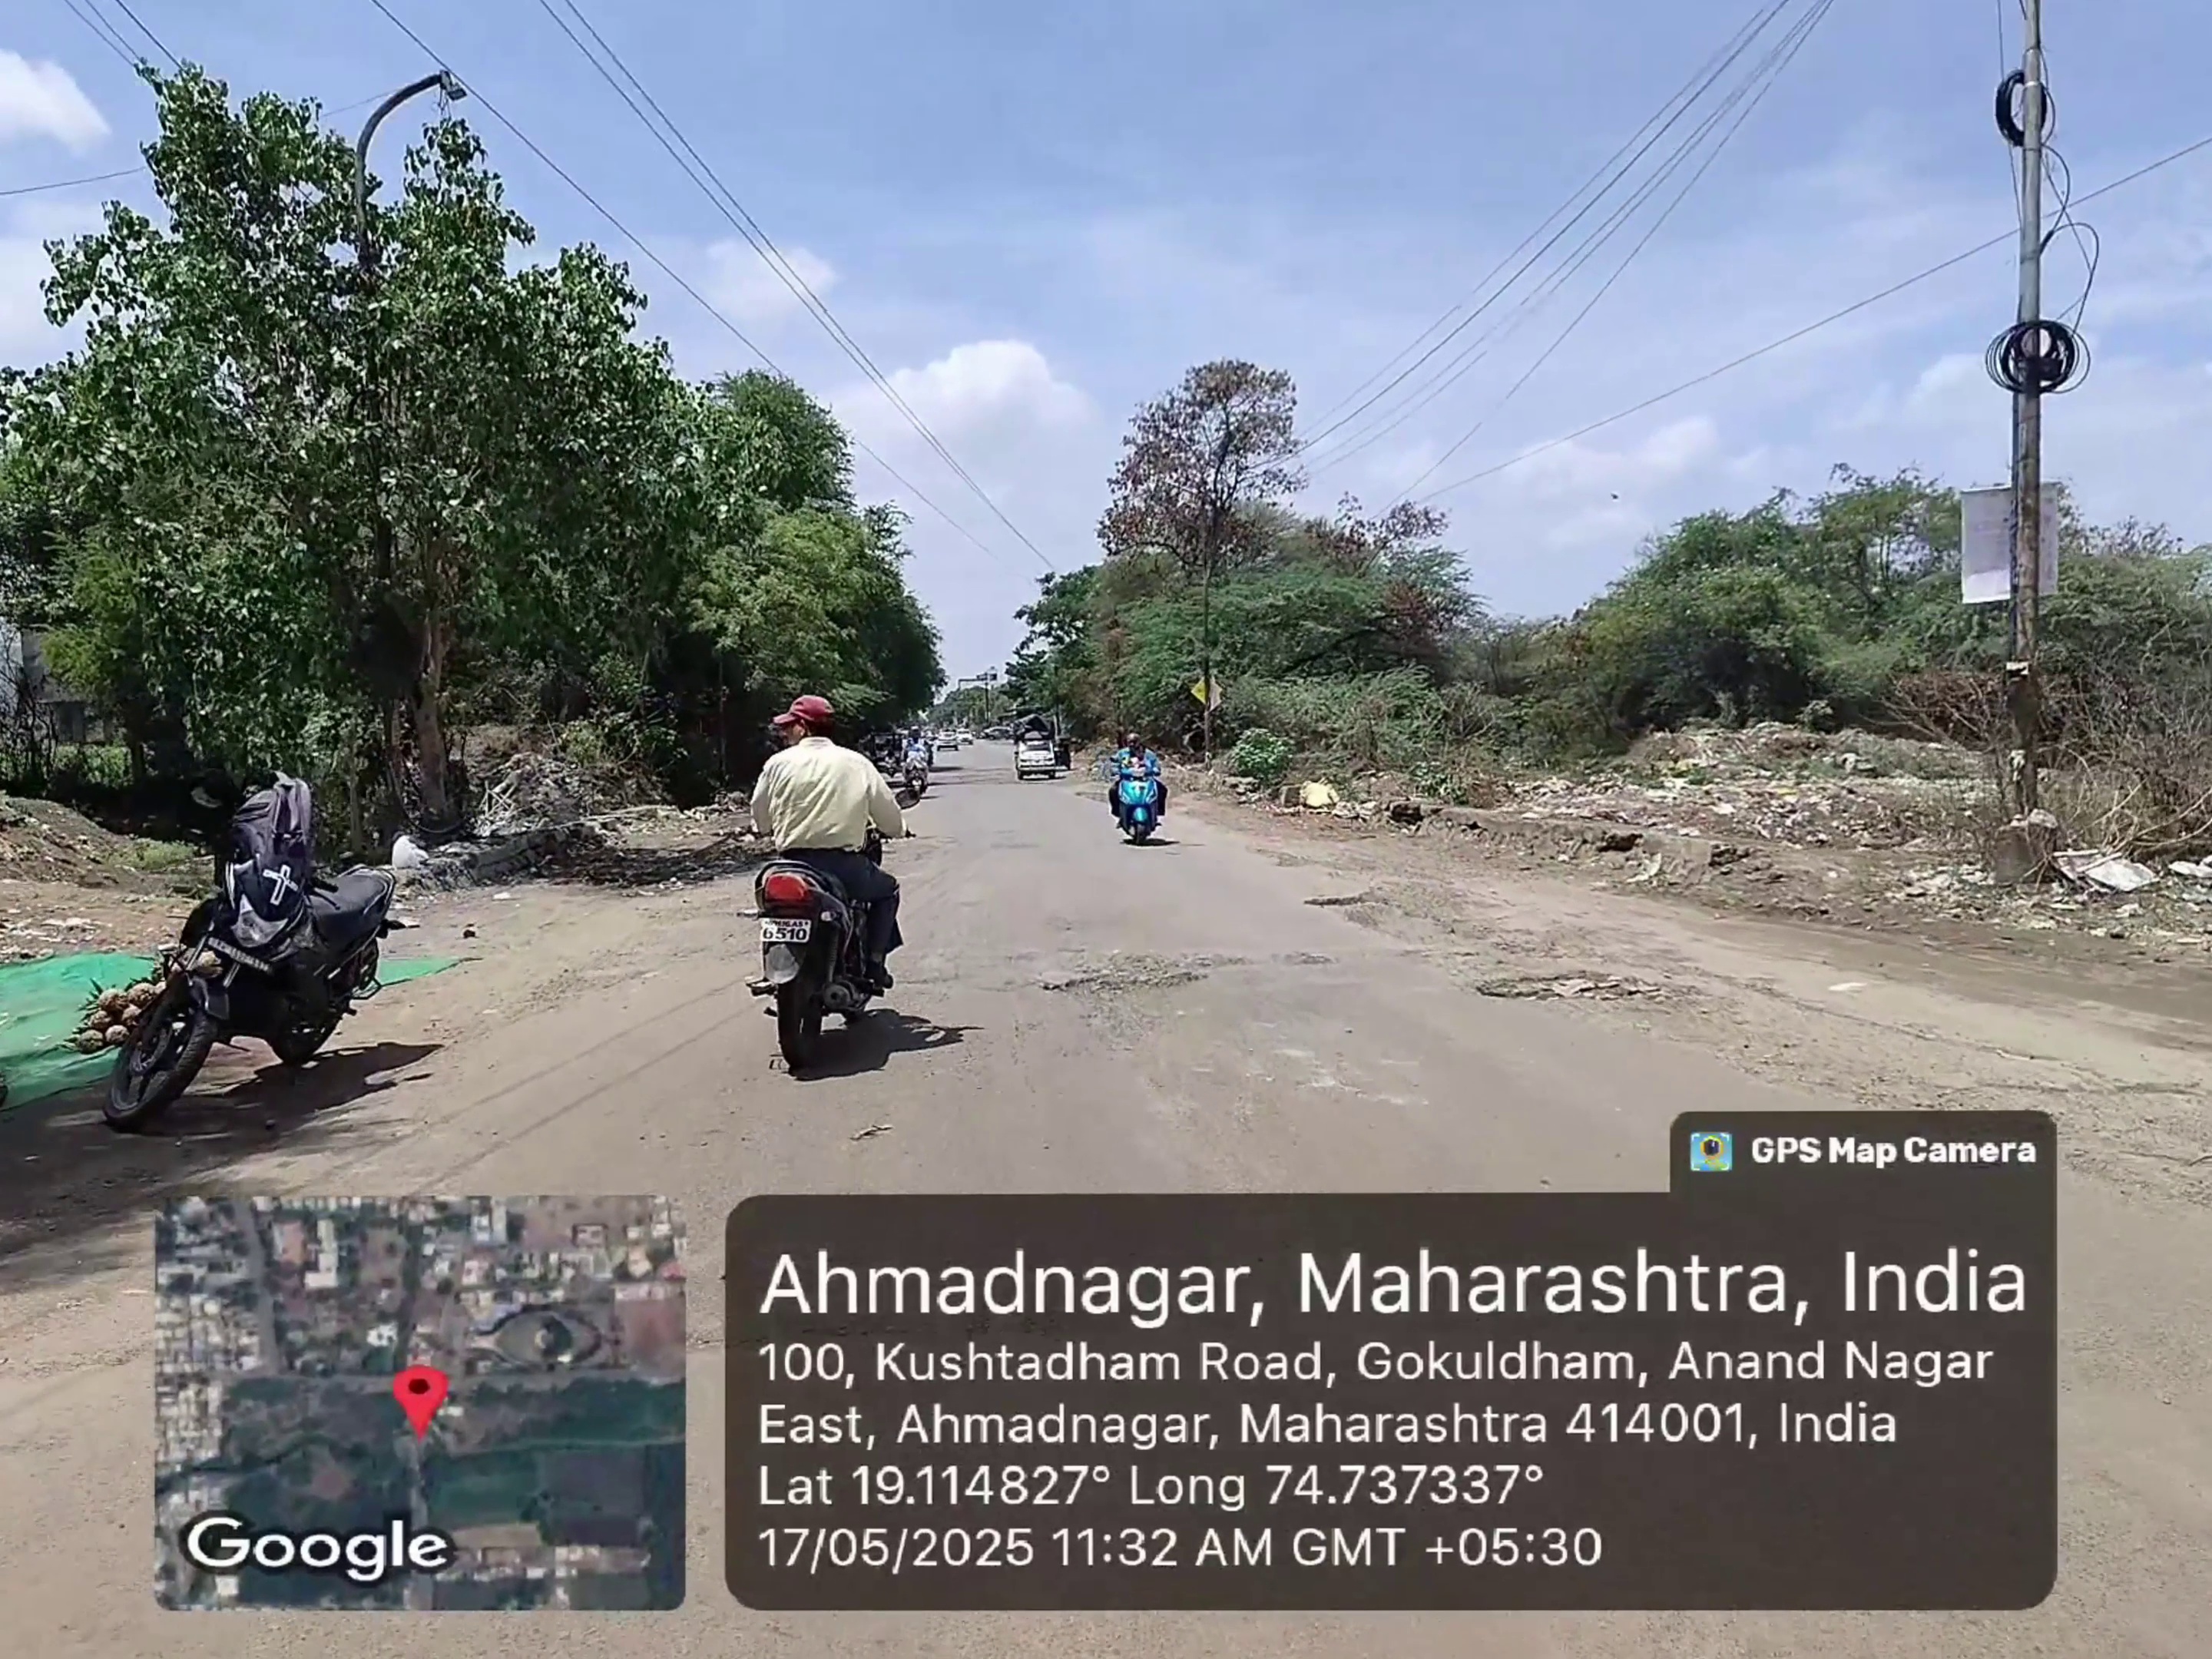 6510
GPS Map Camera
Ahmadnagar, Maharashtra, India
100, Kushtadham Road, Gokuldham, Anand Nagar
East, Ahmadnagar, Maharashtra 414001, India
Lat 19.114827° Long 74.737337°
17/05/2025 11:32 AM GMT +05:30
Google